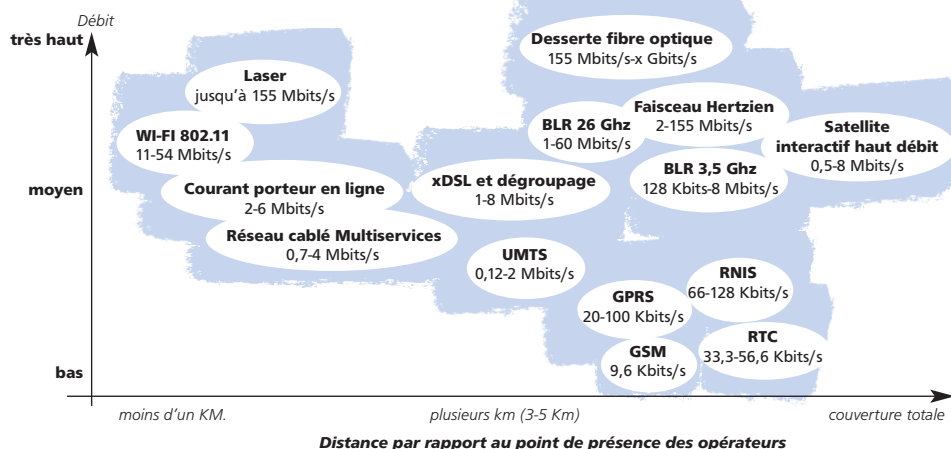 Débit
très haut
Desserte fibre optique
155 Mbits/s-x Gbits/s
Laser
jusqu'à 155 Mbits/s
Faisceau Hertzien
2-155 Mbits/s
BLR 26 Ghz
1-60 Mbits/s
WI-FI 802.11
11-54 Mbits/s
Satellite
interactif haut débit
0,5-8 Mbits/s
BLR 3,5 Ghz
128 Kbits-8 Mbits/s
moyen
Courant porteur en ligne
2-6 Mbits/s
xDSL et dégroupage
1-8 Mbits/s
Réseau cablé Multiservices
0,7-4 Mbits/s
UMTS
0,12-2 Mbits/s
RNIS
66-128 Kbits/s
GPRS
20-100 Kbits/s
RTC
33,3-56,6 Kbits/s
GSM
9,6 Kbits/s
bas
moins d'un KM.
plusieurs km (3-5 Km)
couverture totale
Distance par rapport au point de présence des opérateurs